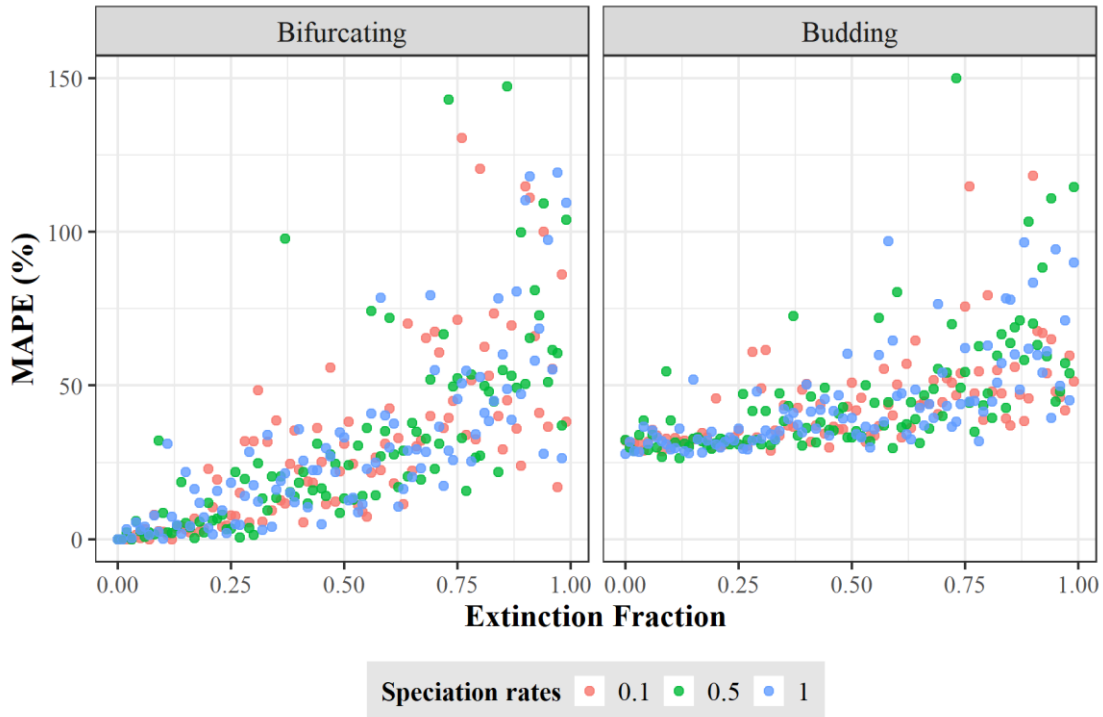 Bifurcating Budding
150
100
50
0
MAPE (%)
0.00 0.25 0.50 0.75 1.00 0.00 0.25 0.50 0.75 1.00
Extinction Fraction
Speciation rates 0.1 0.5 1